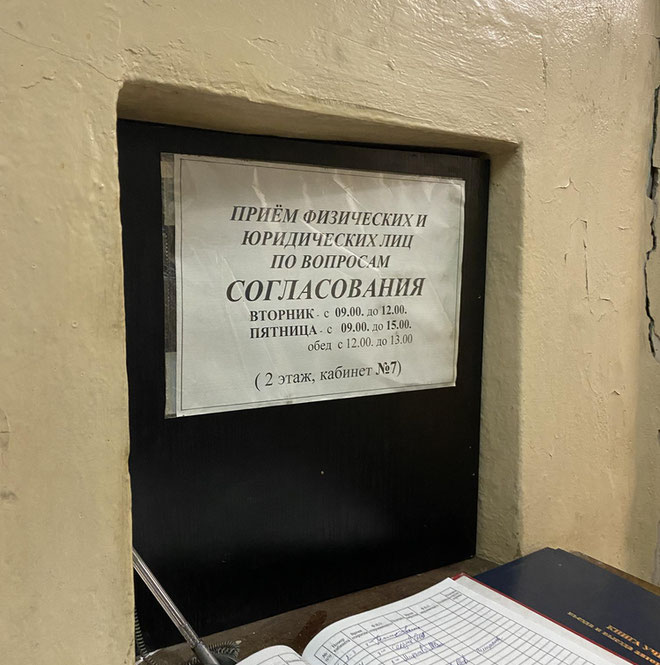 ПРИЁМ ФИЗИЧЕСКИХ И
ЮРИДИЧЕСКИХ ЛИЦ
ПО ВОПРОСАМ
СОГЛАСОВАНИЯ
ВТОРНИК - с 09.00. до 12.00.
ПЯТНИЦА - с 09.00. до 15.00.
обед с 12.00. до 13.00
( 2 этаж, кабинет №7)
КНИГА